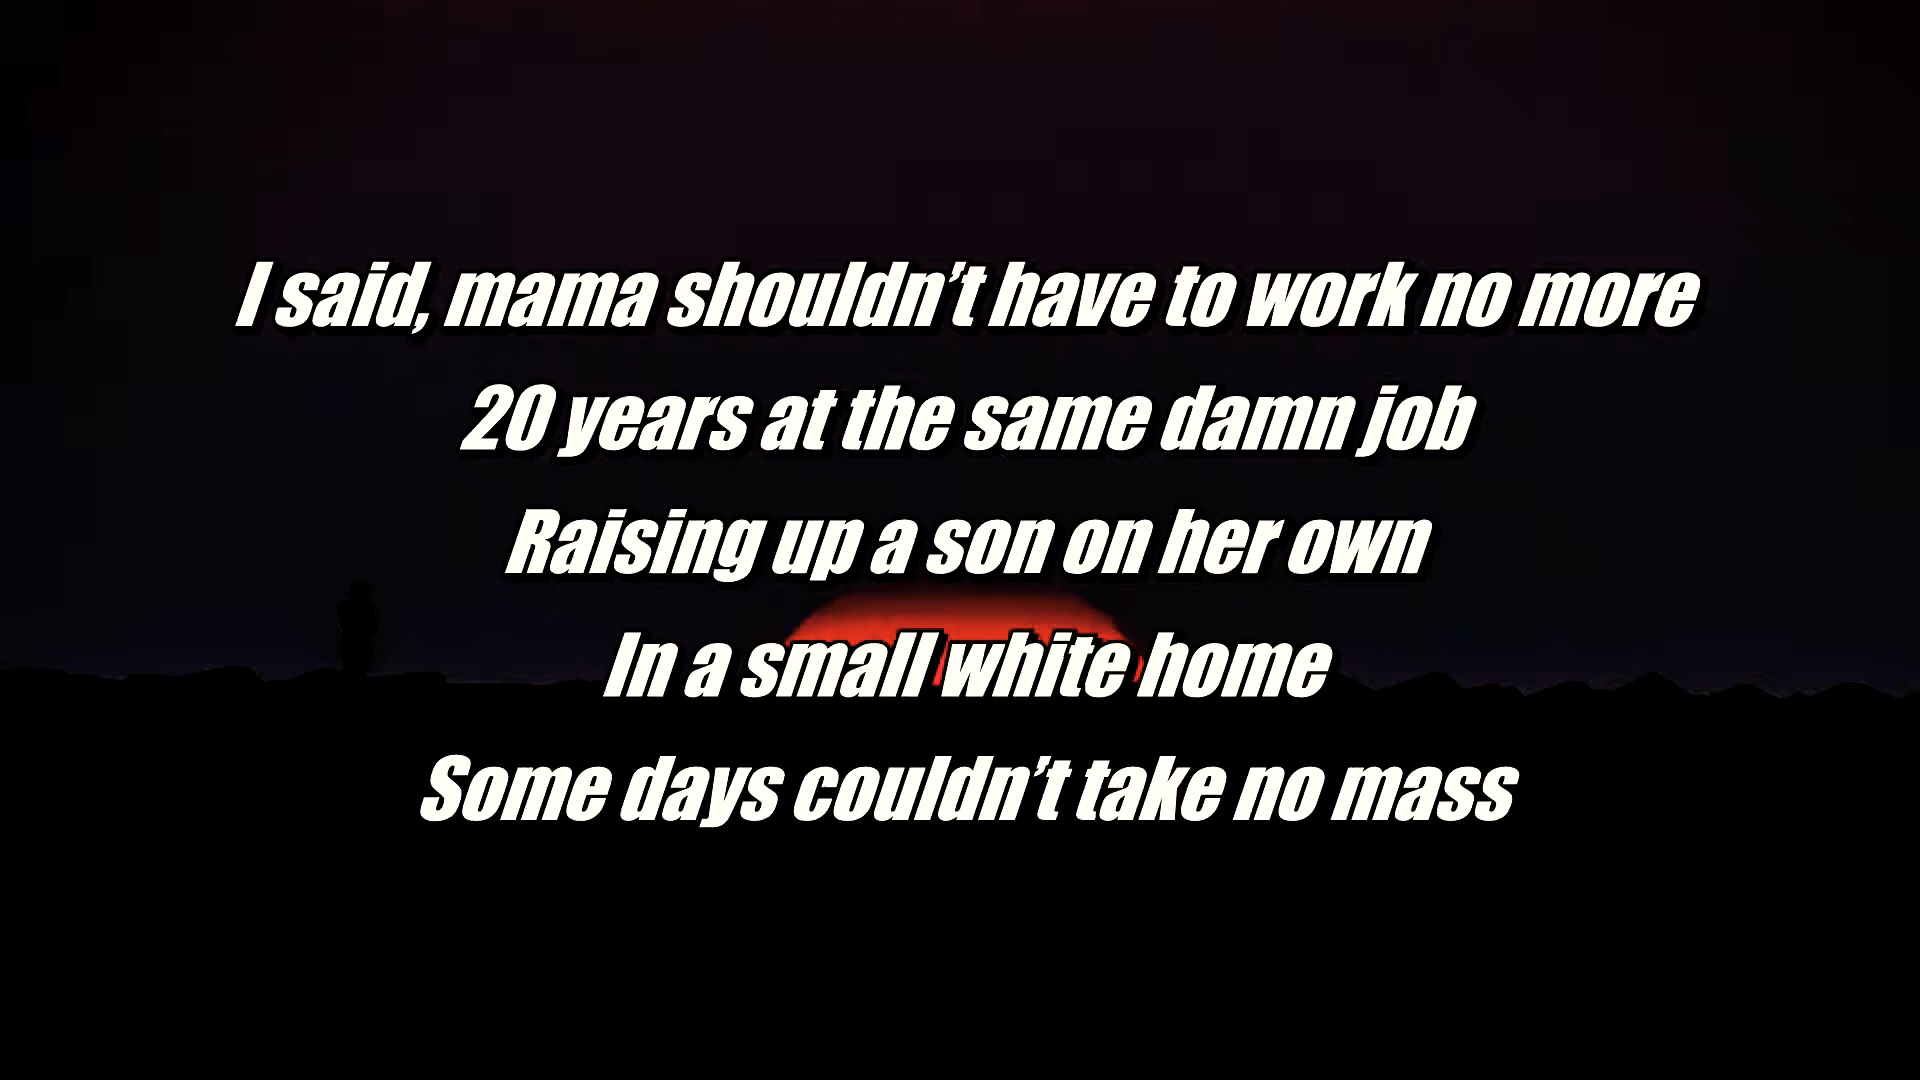 I said, mama shouldn't have to work no more
20 years at the same damn job
Raising up a son on her own
In a small white home
Some days couldn't take no mass